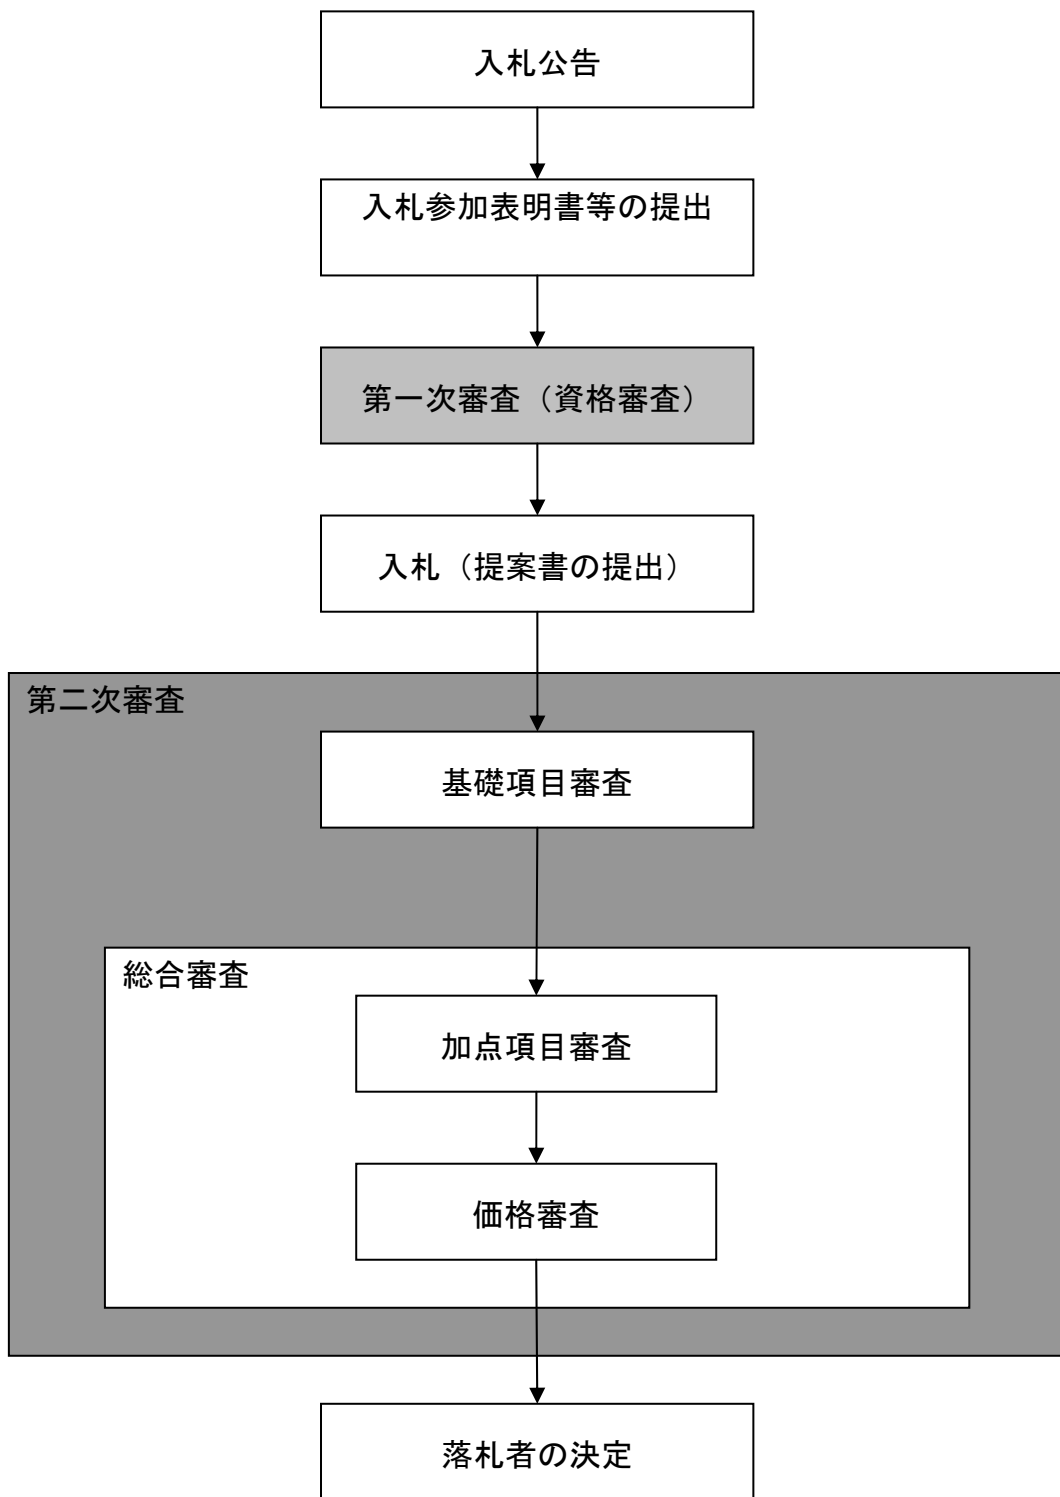 入札公告
入札参加表明書等の提出
第一次審査（資格審査）
入札（提案書の提出）
第二次審査
基礎項目審査
総合審査
加点項目審査
価格審査
落札者の決定